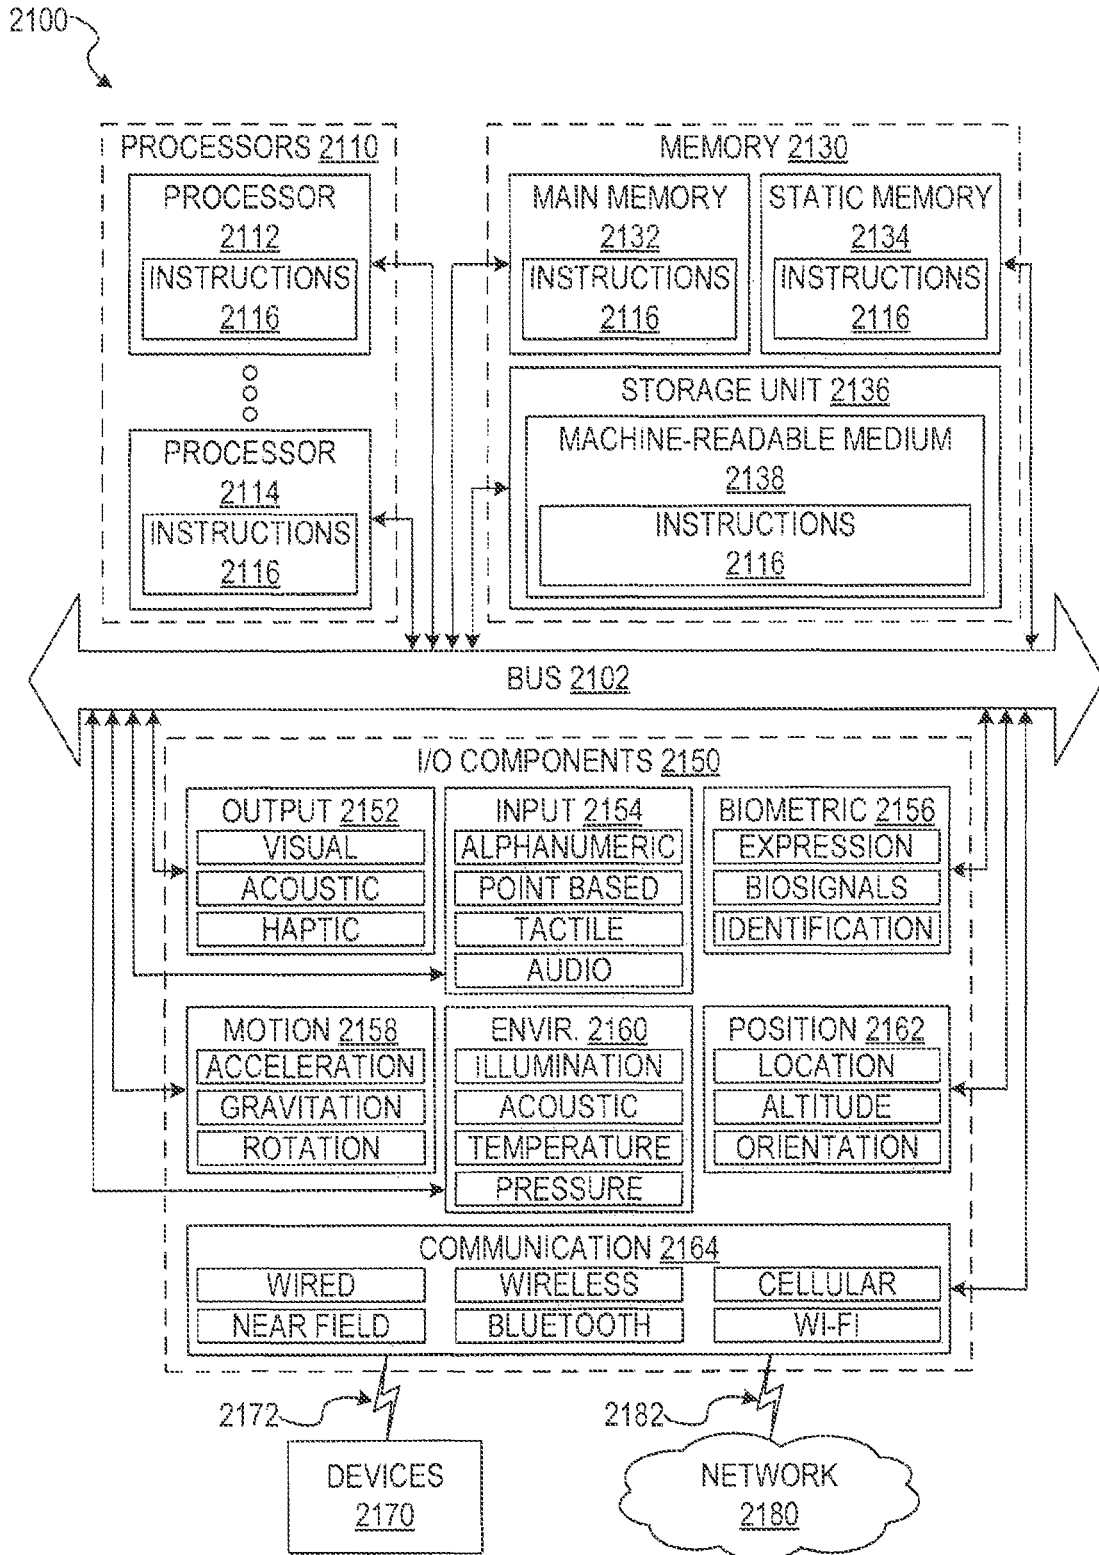 2100
PROCESSORS 2110
PROCESSOR
2112
INSTRUCTIONS
2116
PROCESSOR
2114
INSTRUCTIONS
2116
MEMORY 2130
MAIN MEMORY
2132
INSTRUCTIONS
2116
STATIC MEMORY
2134
INSTRUCTIONS
2116
STORAGE UNIT 2136
MACHINE-READABLE MEDIUM
2138
INSTRUCTIONS
2116
BUS 2102
I/O COMPONENTS 2150
OUTPUT 2152
VISUAL
ACOUSTIC
HAPTIC
INPUT 2154
ALPHANUMERIC
POINT BASED
TACTILE
AUDIO
BIOMETRIC 2156
EXPRESSION
BIOSIGNALS
IDENTIFICATION
MOTION 2158
ACCELERATION
GRAVITATION
ROTATION
ENVIR. 2160
ILLUMINATION
ACOUSTIC
TEMPERATURE
PRESSURE
POSITION 2162
LOCATION
ALTITUDE
ORIENTATION
COMMUNICATION 2164
WIRED
WIRELESS
CELLULAR
NEAR FIELD
BLUETOOTH
WI-FI
2172
2182
DEVICES
2170
NETWORK
2180